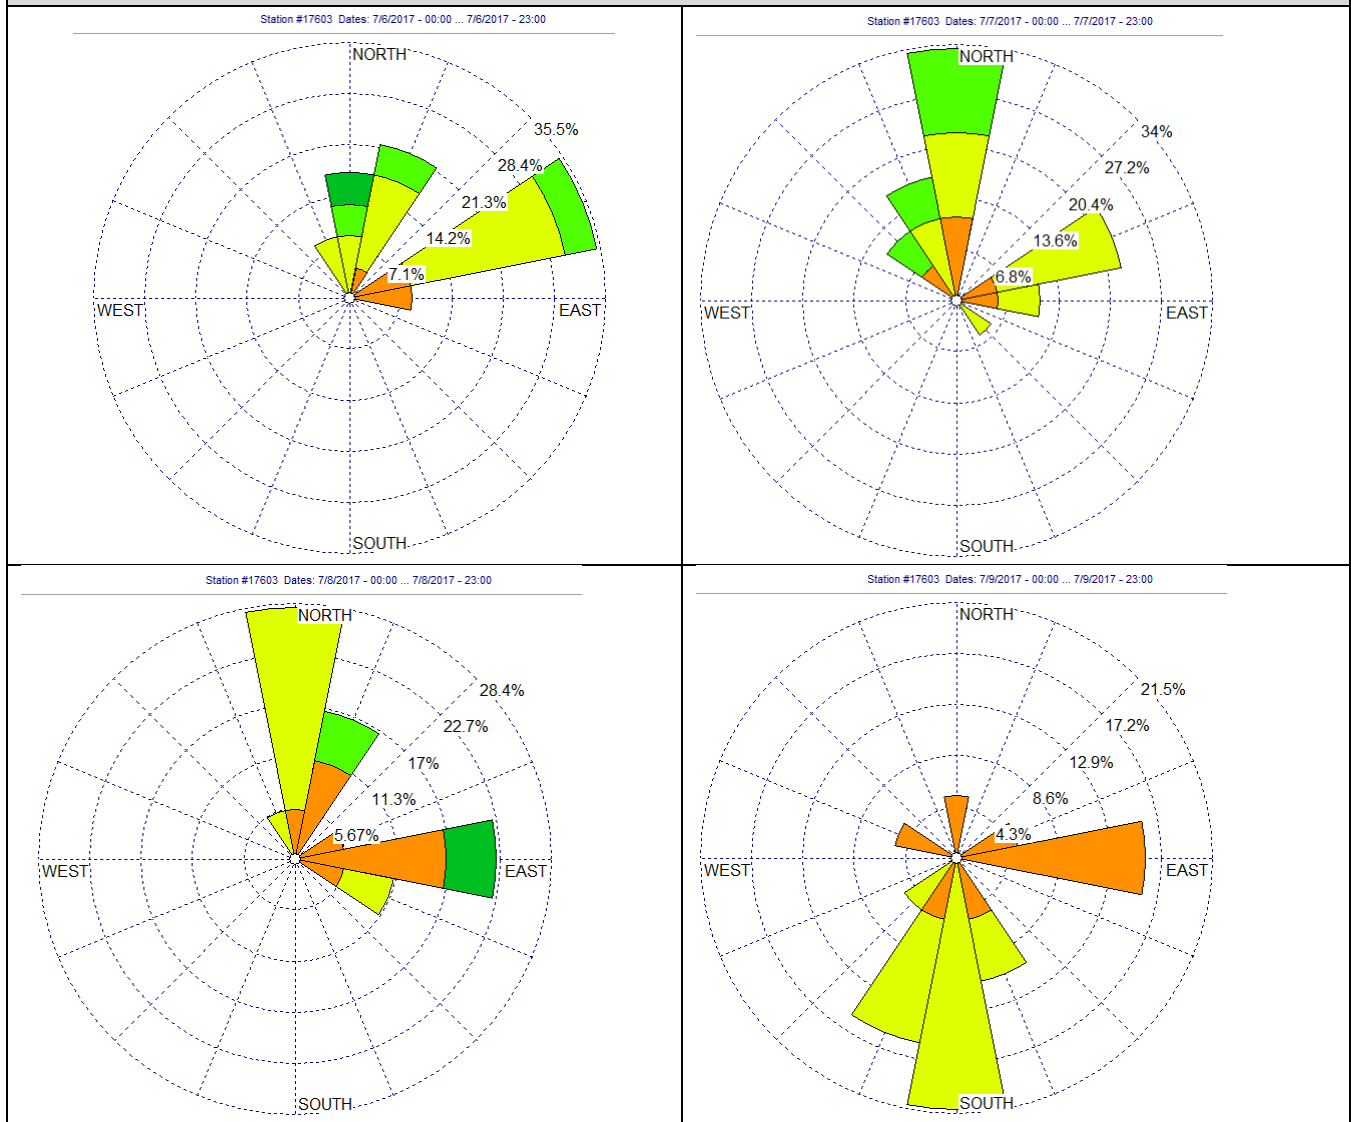 Station #17603 Dates: 7/6/2017 - 00:00 ... 7/6/2017 - 23:00
NORTH
35.5%
28.4%
21.3%
14.2%
7.1%
WEST
EAST
SOUTH
Station #17603 Dates: 7/7/2017 - 00:00 ... 7/7/2017 - 23:00
NORTH
34%
27.2%
20.4%
13.6%
6.8%
WEST
EAST
SOUTH
Station #17603 Dates: 7/8/2017 - 00:00 ... 7/8/2017 - 23:00
NORTH
28.4%
22.7%
17%
11.3%
5.67%
WEST
EAST
SOUTH
Station #17603 Dates: 7/9/2017 - 00:00 ... 7/9/2017 - 23:00
NORTH
21.5%
17.2%
12.9%
8.6%
4.3%
WEST
EAST
SOUTH